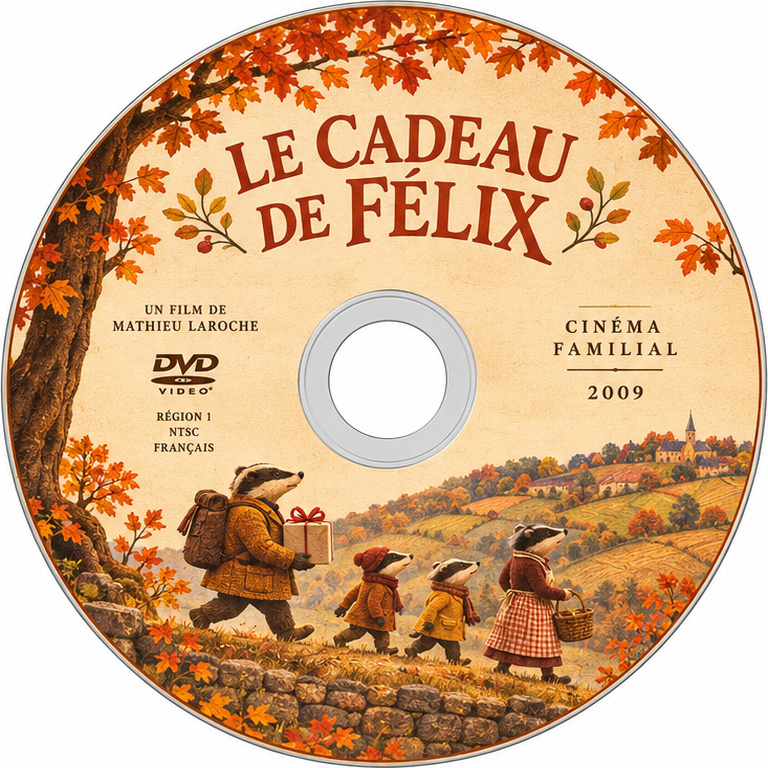 LE CADEAU
DE FÉLIX
UN FILM DE
MATHIEU LAROCHE
DVD
VIDEO
RÉGION 1
NTSC
FRANÇAIS
CINÉMA
FAMILIAL
2009